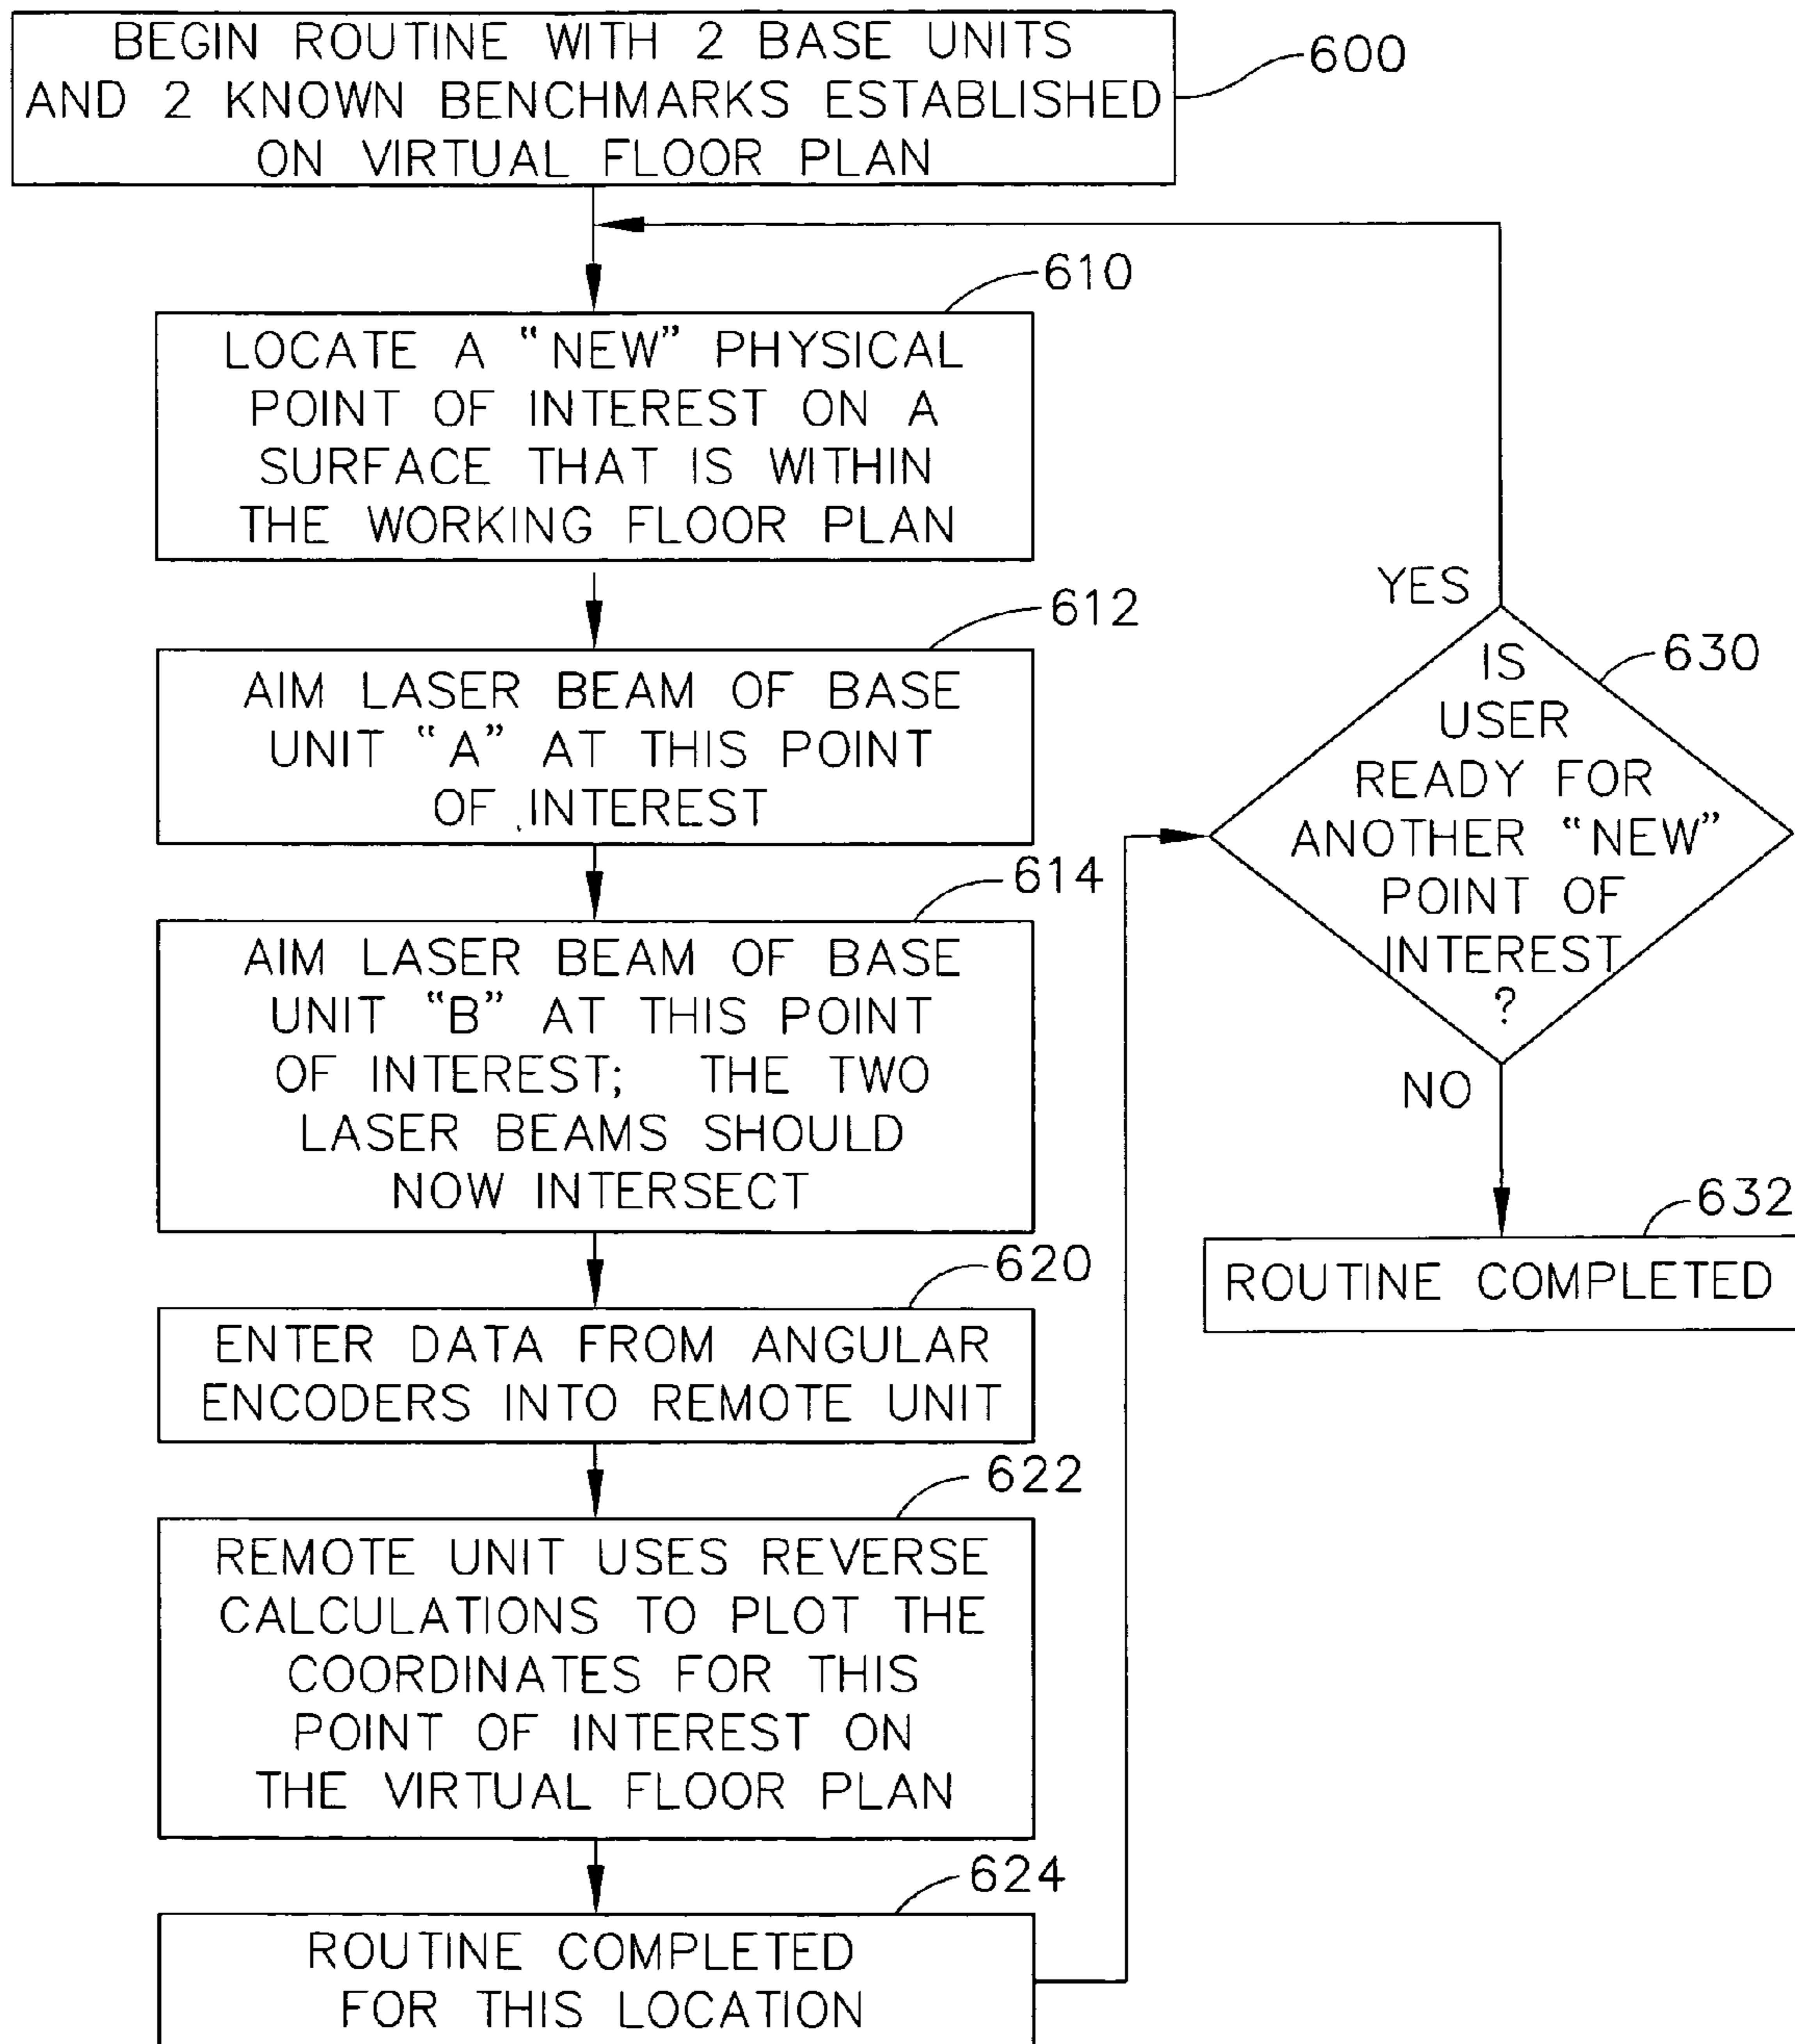 BEGIN ROUTINE WITH 2 BASE UNITS
AND 2 KNOWN BENCHMARKS ESTABLISHED
ON VIRTUAL FLOOR PLAN
600
610
LOCATE A “NEW” PHYSICAL
POINT OF INTEREST ON A
SURFACE THAT IS WITHIN
THE WORKING FLOOR PLAN
612
AIM LASER BEAM OF BASE
UNIT “A” AT THIS POINT
OF INTEREST
614
AIM LASER BEAM OF BASE
UNIT “B” AT THIS POINT
OF INTEREST; THE TWO
LASER BEAMS SHOULD
NOW INTERSECT
620
ENTER DATA FROM ANGULAR
ENCODERS INTO REMOTE UNIT
622
REMOTE UNIT USES REVERSE
CALCULATIONS TO PLOT THE
COORDINATES FOR THIS
POINT OF INTEREST ON
THE VIRTUAL FLOOR PLAN
624
ROUTINE COMPLETED
FOR THIS LOCATION
YES
630
IS
USER
READY FOR
ANOTHER “NEW”
POINT OF
INTEREST
?
NO
632
ROUTINE COMPLETED